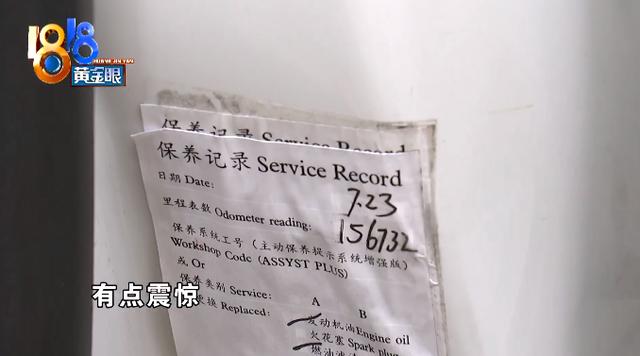 1818
黄金眼
保养记录 Service Record
保养记录 Service Record
日期 Date:
7.23
里程表数 Odometer reading:
156732
保养系统工号 (主动保养提示系统增强版)
Workshop Code (ASSYST PLUS)
或 Or
保养类别 Service: A B
换 Replaced:
发动机油 Engine oil
火花塞 Spark plug
燃油
有点震惊